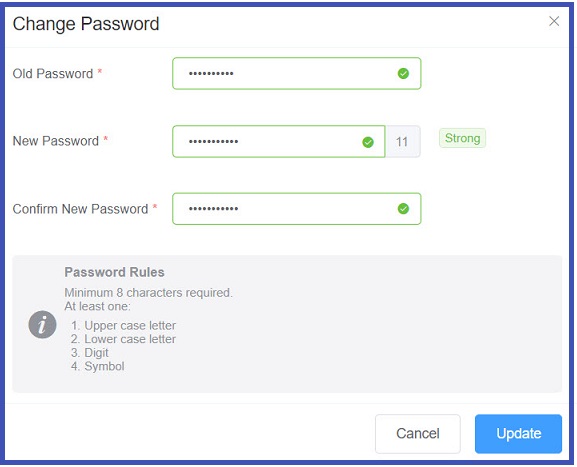 Change Password
Old Password *
••••••••••
New Password *
•••••••••••
11
Strong
Confirm New Password *
•••••••••••
Password Rules
Minimum 8 characters required.
At least one:
1. Upper case letter
2. Lower case letter
3. Digit
4. Symbol
Cancel
Update